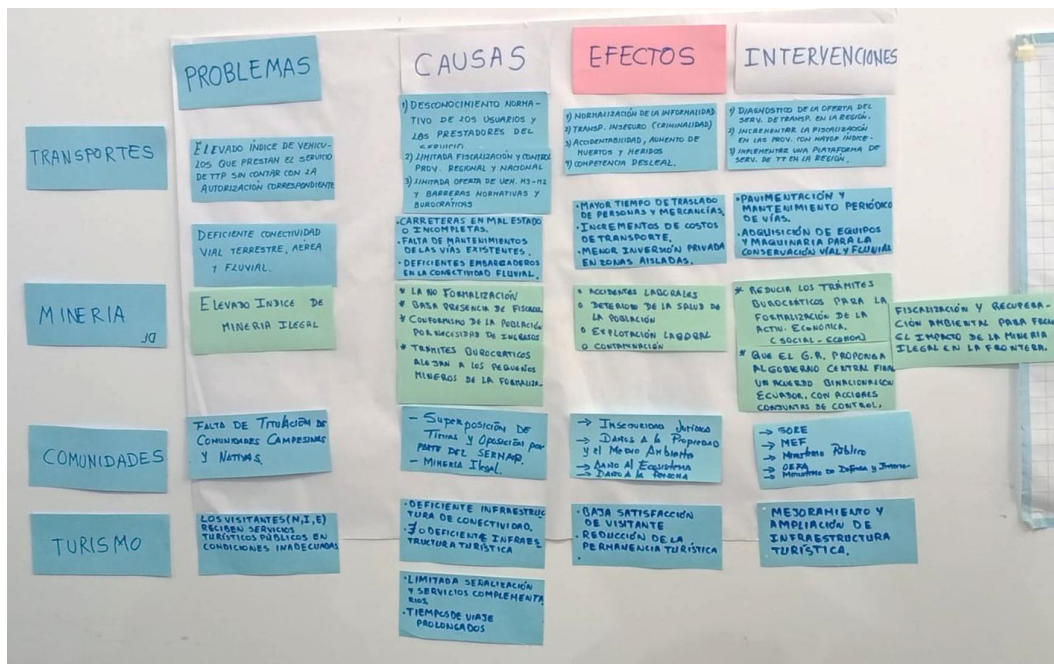 PROBLEMAS
CAUSAS
EFECTOS
INTERVENCIONES
TRANSPORTES
ELEVADO ÍNDICE DE VEHICU-
LOS QUE PRESTAN EL SERVICIO
DE TTP SIN CONTAR CON LA
AUTORIZACIÓN CORRESPONDIENTE
1) DESCONOCIMIENTO NORMA-
TIVO DE LOS USUARIOS Y
LOS PRESTADORES DEL
SERVICIO
2) LIMITADA FISCALIZACIÓN Y CONTROL
PROV. REGIONAL Y NACIONAL
3) LIMITADA OFERTA DE VEH. M3-M2
Y BARRERAS NORMATIVAS Y
BUROCRÁTICAS
1) NORMALIZACIÓN DE LA INFORMALIDAD
2) TRANSP. INSEGURO (CRIMINALIDAD)
3) ACCIDENTABILIDAD, AUMENTO DE
MUERTOS Y HERIDOS
4) COMPETENCIA DESLEAL.
1) DIAGNOSTICO DE LA OFERTA DEL
SERV. DE TRANSP. EN LA REGIÓN.
2) INCREMENTAR LA FISCALIZACIÓN
EN LAS PROV. CON MAYOR ÍNDICE.
3) IMPLEMENTAR UNA PLATAFORMA DE
SERV. DE TT EN LA REGIÓN.
DEFICIENTE CONECTIVIDAD
VIAL TERRESTRE, AÉREA
Y FLUVIAL.
•CARRETERAS EN MAL ESTADO
O INCOMPLETAS.
•FALTA DE MANTENIMIENTOS
DE LAS VÍAS EXISTENTES.
•DEFICIENTES EMBARCADEROS
EN LA CONECTIVIDAD FLUVIAL.
•MAYOR TIEMPO DE TRASLADO
DE PERSONAS Y MERCANCÍAS.
•INCREMENTOS DE COSTOS
DE TRANSPORTE.
•MENOR INVERSIÓN PRIVADA
EN ZONAS AISLADAS.
•PAVIMENTACIÓN Y
MANTENIMIENTO PERIÓDICO
DE VÍAS.
•ADQUISICIÓN DE EQUIPOS
Y MAQUINARIA PARA LA
CONSERVACIÓN VIAL Y FLUVIAL
MINERIA
ELEVADO INDICE DE
MINERIA ILEGAL
* LA NO FORMALIZACIÓN
* BAJA PRESENCIA DE
* CONFORMISMO DE LA POBLACIÓN
POR NECESIDAD DE INGRESOS
* TRÁMITES BUROCRATICOS
ALEJAN A LOS PEQUEÑOS
MINEROS DE LA FORMALIZA-
o ACCIDENTES LABORALES
o DETERIORO DE LA SALUD DE
LA POBLACIÓN
o EXPLOTACIÓN LABORAL
o CONTAMINACIÓN
* REDUCIR LOS TRÁMITES
BUROCRÁTICOS PARA LA
FORMALIZACIÓN DE LA
ACTIV. ECONÓMICA.
(SOCIAL - ECONOM)
* QUE EL G.R. PROPONGA
AL GOBIERNO CENTRAL
UN ACUERDO BINACIONAL CON
ECUADOR, CON ACCIONES
CONJUNTAS DE CONTROL.
FISCALIZACIÓN Y RECUPERA-
CIÓN AMBIENTAL PARA
EL IMPACTO DE LA MINERIA
ILEGAL EN LA FRONTERA.
COMUNIDADES
FALTA DE TITULACIÓN DE
COMUNIDADES CAMPESINAS
Y NATIVAS
– SUPERPOSICIÓN DE
Tierras y OPOSICIÓN POR
PARTE DEL SERNAP.
– MINERIA ILEGAL.
→ INSEGURIDAD Jurídica
→ DAÑOS A LA PROPIEDAD
y el MEDIO AMBIENTE
→ DAÑO AL ECOSISTEMA
→ DAÑO A LA PERSONA
→ GORE
→ MEF
→ Ministerio Público
→ OEFA
→ Ministerio de Defensa y
TURISMO
LOS VISITANTES (N,I,E)
RECIBEN SERVICIOS
TURÍSTICOS PÚBLICOS EN
CONDICIONES INADECUADAS
•DEFICIENTE INFRAESTRUC
TURA DE CONECTIVIDAD.
DEFICIENTE INFRAES
TRUCTURA TURÍSTICA
•LIMITADA SEÑALIZACIÓN
Y SERVICIOS COMPLEMENTA
RIOS.
•TIEMPOS DE VIAJE
PROLONGADOS
•BAJA SATISFACCIÓN
DE VISITANTE
•REDUCCIÓN DE LA
PERMANENCIA TURÍSTICA
MEJORAMIENTO Y
AMPLIACIÓN DE
INFRAESTRUCTURA
TURÍSTICA.